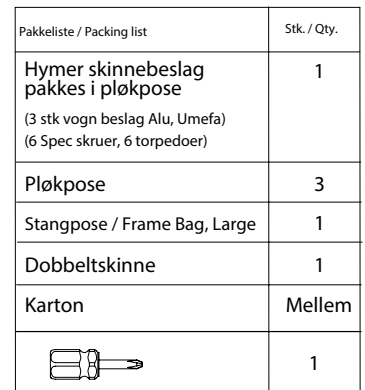 Pakkeliste / Packing list Stk. / Qty.
Hymer skinnebeslag 1
pakkes i pløkpose
(3 stk vogn beslag Alu, Umefa)
(6 Spec skruer, 6 torpedoer)
Pløkpose 3
Stangpose / Frame Bag, Large 1
Dobbeltskinne 1
Karton Mellem
1